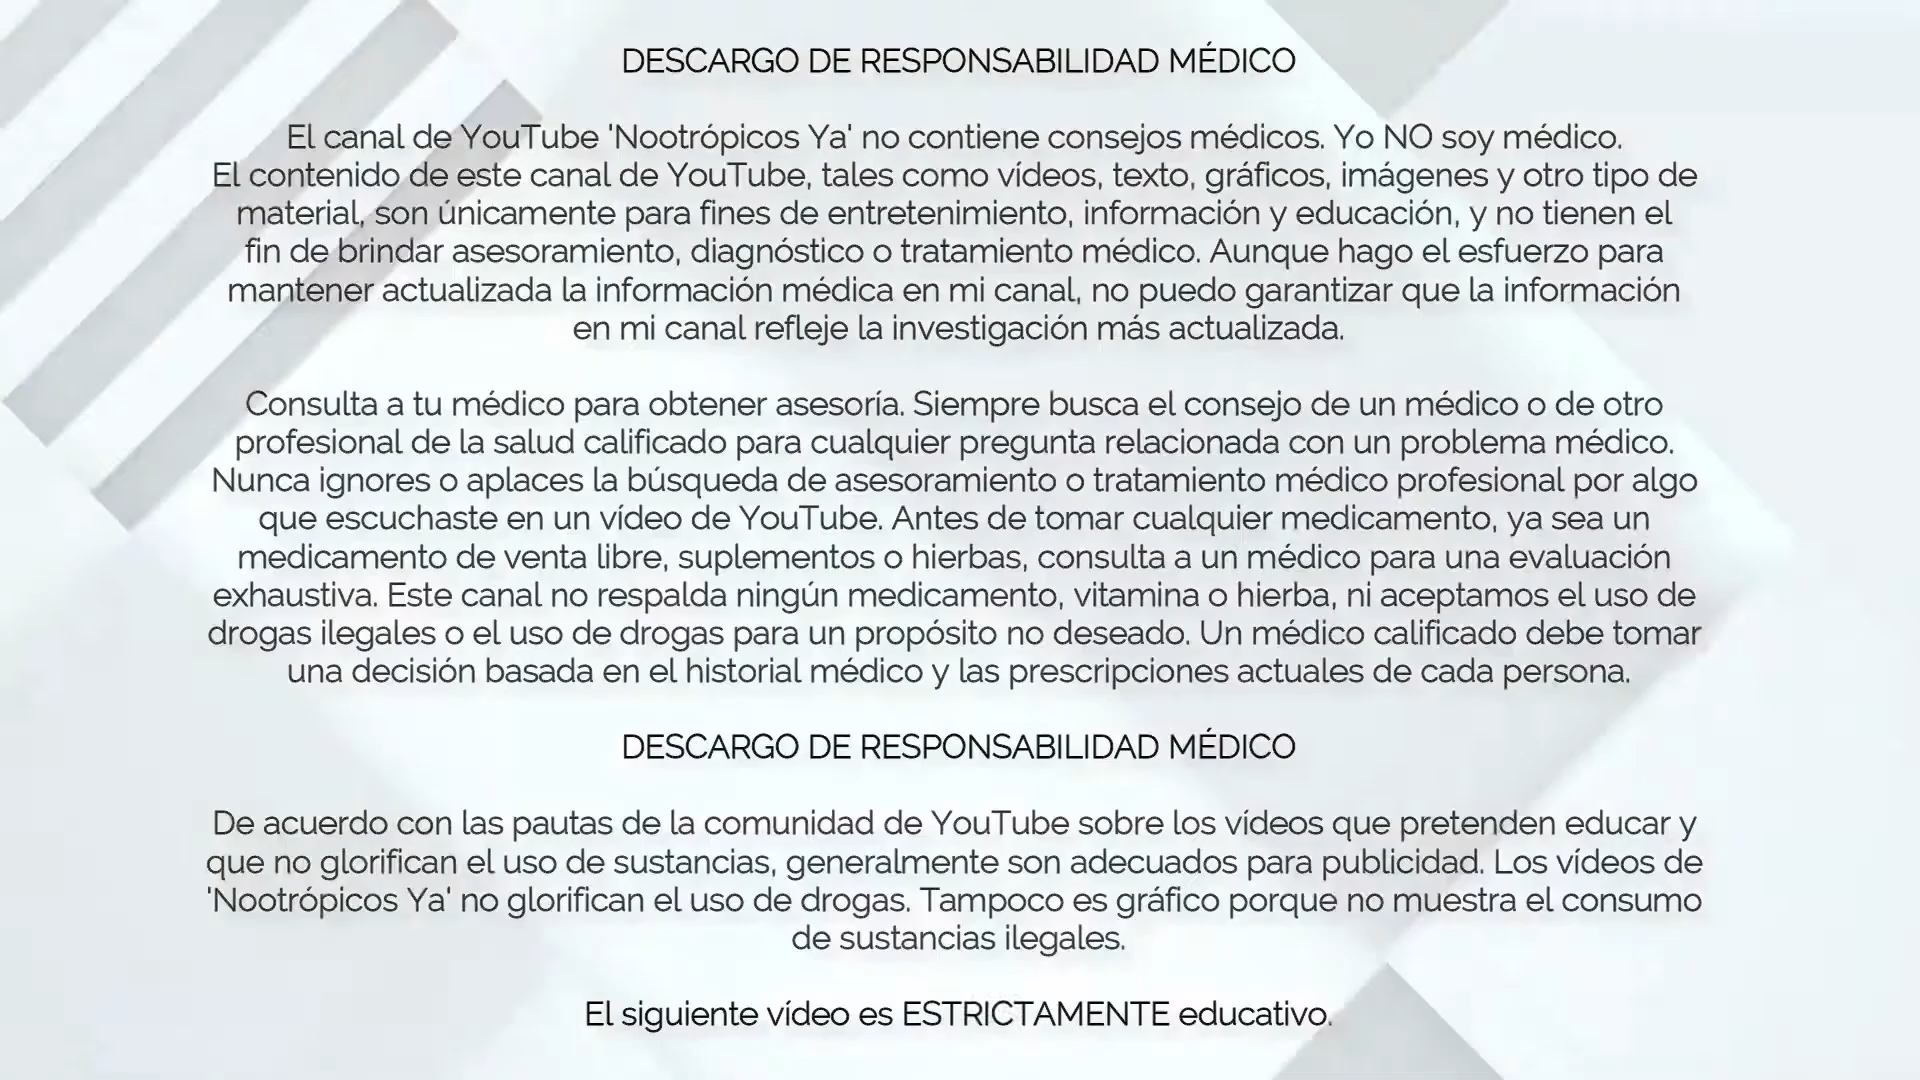 DESCARGO DE RESPONSABILIDAD MÉDICO
El canal de YouTube 'Nootrópicos Ya' no contiene consejos médicos. Yo NO soy médico.
El contenido de este canal de YouTube, tales como vídeos, texto, gráficos, imágenes y otro tipo de
material, son únicamente para fines de entretenimiento, información y educación, y no tienen el
fin de brindar asesoramiento, diagnóstico o tratamiento médico. Aunque hago el esfuerzo para
mantener actualizada la información médica en mi canal, no puedo garantizar que la información
en mi canal refleje la investigación más actualizada.
Consulta a tu médico para obtener asesoría. Siempre busca el consejo de un médico o de otro
profesional de la salud calificado para cualquier pregunta relacionada con un problema médico.
Nunca ignores o aplaces la búsqueda de asesoramiento o tratamiento médico profesional por algo
que escuchaste en un vídeo de YouTube. Antes de tomar cualquier medicamento, ya sea un
medicamento de venta libre, suplementos o hierbas, consulta a un médico para una evaluación
exhaustiva. Este canal no respalda ningún medicamento, vitamina o hierba, ni aceptamos el uso de
drogas ilegales o el uso de drogas para un propósito no deseado. Un médico calificado debe tomar
una decisión basada en el historial médico y las prescripciones actuales de cada persona.
DESCARGO DE RESPONSABILIDAD MÉDICO
De acuerdo con las pautas de la comunidad de YouTube sobre los vídeos que pretenden educar y
que no glorifican el uso de sustancias, generalmente son adecuados para publicidad. Los vídeos de
'Nootrópicos Ya' no glorifican el uso de drogas. Tampoco es gráfico porque no muestra el consumo
de sustancias ilegales.
El siguiente vídeo es ESTRICTAMENTE educativo.